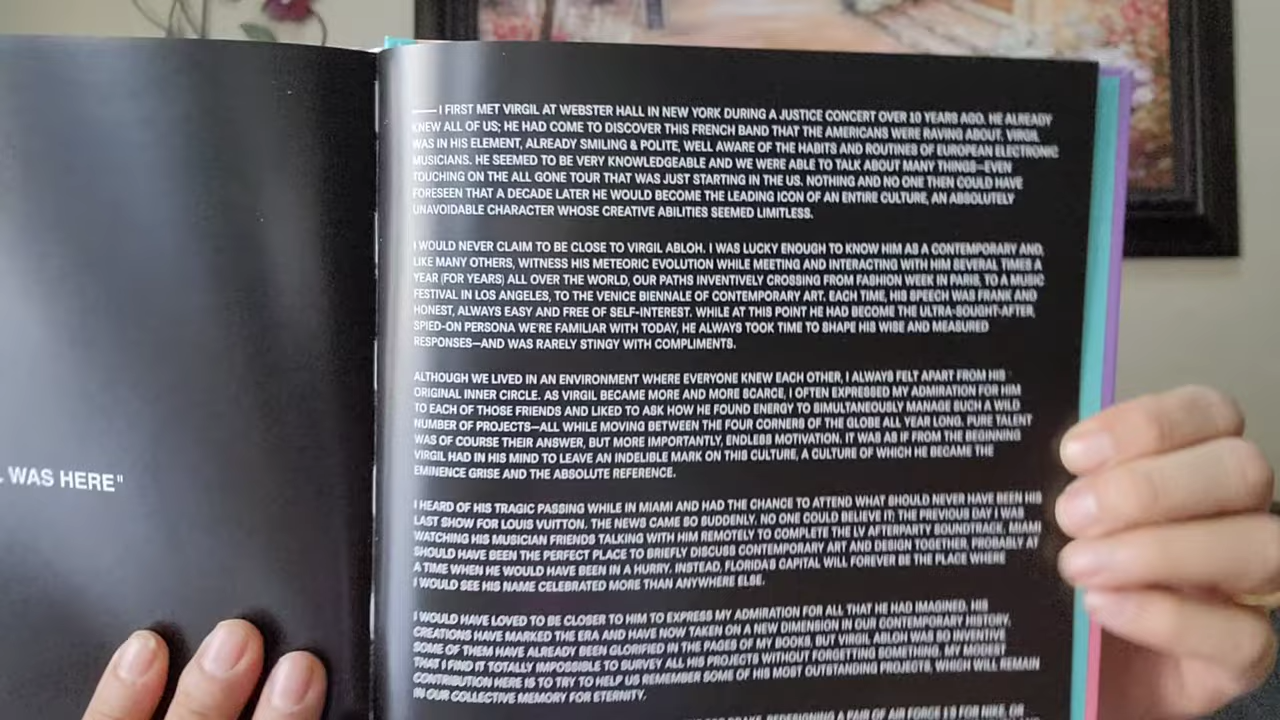 WAS HERE"
I FIRST MET VIRGIL AT WEBSTER HALL IN NEW YORK DURING A JUSTICE CONCERT OVER 10 YEARS AGO. HE ALREADY
KNEW ALL OF US; HE HAD COME TO DISCOVER THIS FRENCH BAND THAT THE AMERICANS WERE RAVING ABOUT. VIRGIL
WAS IN HIS ELEMENT, ALREADY SMILING & POLITE, WELL AWARE OF THE HABITS AND ROUTINES OF EUROPEAN ELECTRONIC
MUSICIANS. HE SEEMED TO BE VERY KNOWLEDGEABLE AND WE WERE ABLE TO TALK ABOUT MANY THINGS—EVEN
TOUCHING ON THE ALL GONE TOUR THAT WAS JUST STARTING IN THE US. NOTHING AND NO ONE THEN COULD HAVE
FORESEEN THAT A DECADE LATER HE WOULD BECOME THE LEADING ICON OF AN ENTIRE CULTURE, AN ABSOLUTELY
UNAVOIDABLE CHARACTER WHOSE CREATIVE ABILITIES SEEMED LIMITLESS.
I WOULD NEVER CLAIM TO BE CLOSE TO VIRGIL ABLOH. I WAS LUCKY ENOUGH TO KNOW HIM AS A CONTEMPORARY AND,
LIKE MANY OTHERS, WITNESS HIS METEORIC EVOLUTION WHILE MEETING AND INTERACTING WITH HIM SEVERAL TIMES A
YEAR (FOR YEARS) ALL OVER THE WORLD, OUR PATHS INVENTIVELY CROSSING FROM FASHION WEEK IN PARIS, TO A MUSIC
FESTIVAL IN LOS ANGELES, TO THE VENICE BIENNALE OF CONTEMPORARY ART. EACH TIME, HIS SPEECH WAS FRANK AND
HONEST, ALWAYS EASY AND FREE OF SELF-INTEREST. WHILE AT THIS POINT HE HAD BECOME THE ULTRA-SOUGHT-AFTER,
SPIED-ON PERSONA WE'RE FAMILIAR WITH TODAY, HE ALWAYS TOOK TIME TO SHAPE HIS WISE AND MEASURED
RESPONSES—AND WAS RARELY STINGY WITH COMPLIMENTS.
ALTHOUGH WE LIVED IN AN ENVIRONMENT WHERE EVERYONE KNEW EACH OTHER, I ALWAYS FELT APART FROM HIS
ORIGINAL INNER CIRCLE. AS VIRGIL BECAME MORE AND MORE SCARCE, I OFTEN EXPRESSED MY ADMIRATION FOR HIM
TO EACH OF THOSE FRIENDS AND LIKED TO ASK HOW HE FOUND ENERGY TO SIMULTANEOUSLY MANAGE SUCH A WILD
NUMBER OF PROJECTS—ALL WHILE MOVING BETWEEN THE FOUR CORNERS OF THE GLOBE ALL YEAR LONG. PURE TALENT
WAS OF COURSE THEIR ANSWER, BUT MORE IMPORTANTLY, ENDLESS MOTIVATION. IT WAS AS IF FROM THE BEGINNING
VIRGIL HAD IN HIS MIND TO LEAVE AN INDELIBLE MARK ON THIS CULTURE, A CULTURE OF WHICH HE BECAME THE
EMINENCE GRISE AND THE ABSOLUTE REFERENCE.
I HEARD OF HIS TRAGIC PASSING WHILE IN MIAMI AND HAD THE CHANCE TO ATTEND WHAT SHOULD NEVER HAVE BEEN HIS
LAST SHOW FOR LOUIS VUITTON. THE NEWS CAME SO SUDDENLY, NO ONE COULD BELIEVE IT; THE PREVIOUS DAY I WAS
WATCHING HIS MUSICIAN FRIENDS TALKING WITH HIM REMOTELY TO COMPLETE THE LV AFTERPARTY SOUNDTRACK. MIAMI
SHOULD HAVE BEEN THE PERFECT PLACE TO BRIEFLY DISCUSS CONTEMPORARY ART AND DESIGN TOGETHER, PROBABLY AT
A TIME WHEN HE WOULD HAVE BEEN IN A HURRY. INSTEAD, FLORIDA'S CAPITAL WILL FOREVER BE THE PLACE WHERE
I WOULD SEE HIS NAME CELEBRATED MORE THAN ANYWHERE ELSE.
I WOULD HAVE LOVED TO BE CLOSER TO HIM TO EXPRESS MY ADMIRATION FOR ALL THAT HE HAD IMAGINED. HIS
CREATIONS HAVE MARKED THE ERA AND HAVE NOW TAKEN ON A NEW DIMENSION IN OUR CONTEMPORARY HISTORY.
SOME OF THEM HAVE ALREADY BEEN GLORIFIED IN THE PAGES OF MY BOOKS, BUT VIRGIL ABLOH WAS SO INVENTIVE
THAT I FIND IT TOTALLY IMPOSSIBLE TO SURVEY ALL HIS PROJECTS WITHOUT FORGETTING SOMETHING. MY MODEST
CONTRIBUTION HERE IS TO TRY TO HELP US REMEMBER SOME OF HIS MOST OUTSTANDING PROJECTS, WHICH WILL REMAIN
IN OUR COLLECTIVE MEMORY FOR ETERNITY.
DRAKE, REDESIGNING A PAIR OF AIR FORCE 1S FOR NIKE, OR